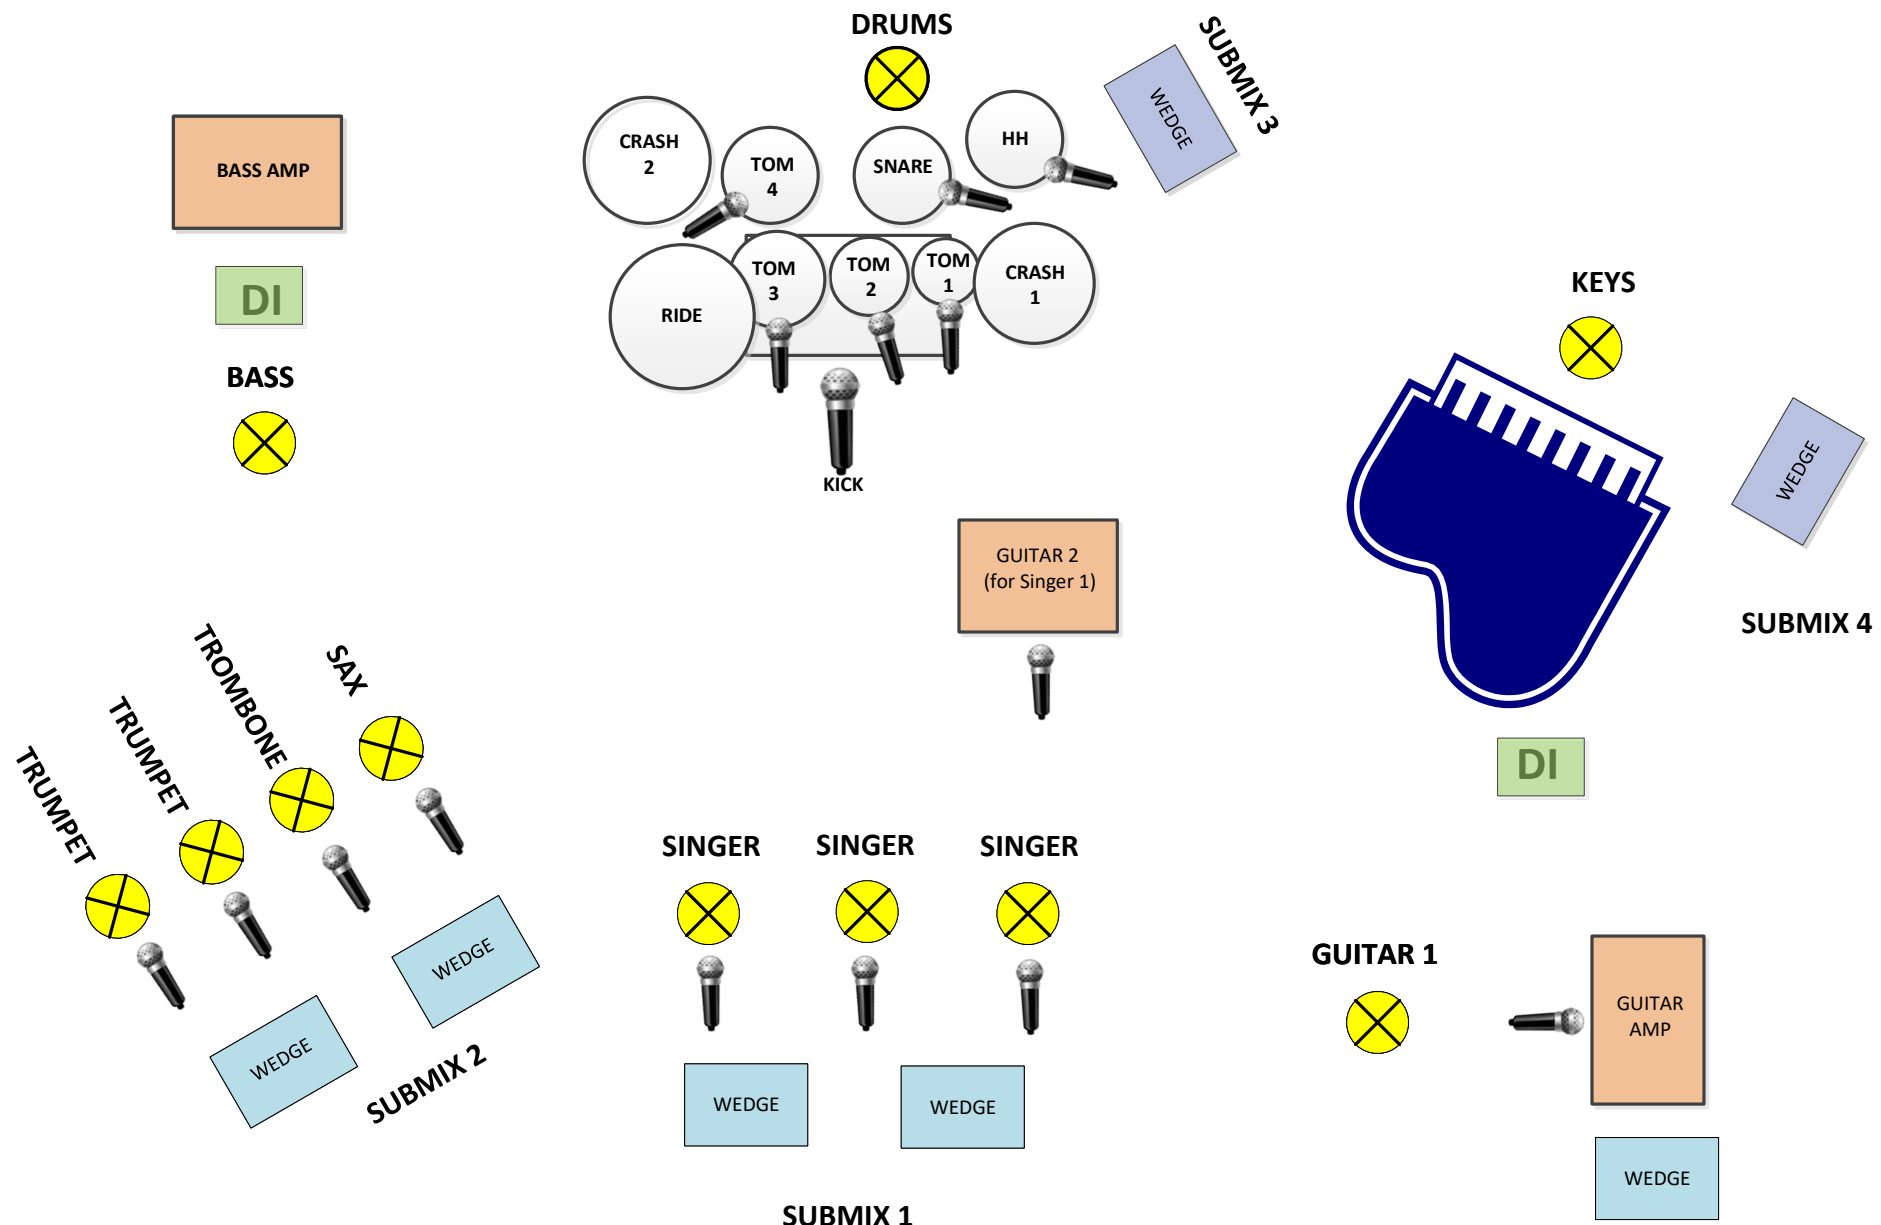 DRUMS
SUBMIX 3
WEDGE
CRASH
2
TOM
4
SNARE
HH
BASS AMP
DI
BASS
RIDE
TOM
3
TOM
2
TOM
1
CRASH
1
KICK
KEYS
WEDGE
SUBMIX 4
DI
GUITAR 2
(for Singer 1)
TRUMPET
TRUMPET
TROMBONE
SAX
WEDGE
WEDGE
SUBMIX 2
SINGER
SINGER
SINGER
WEDGE
WEDGE
SUBMIX 1
GUITAR 1
GUITAR
AMP
WEDGE